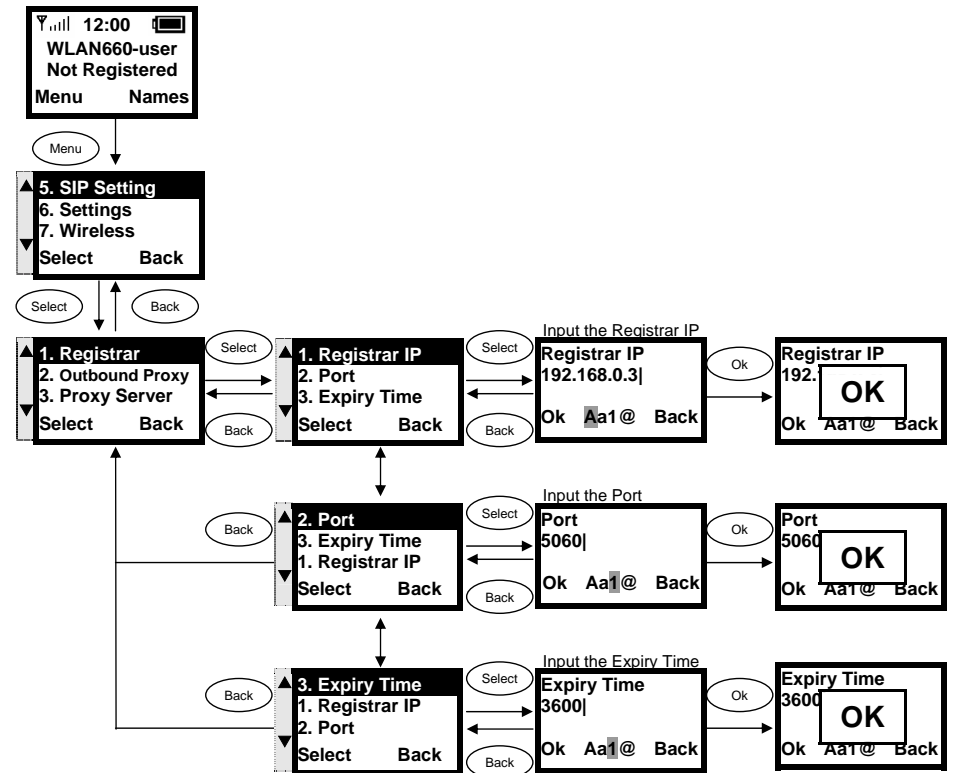 12:00
WLAN660-user
Not Registered
Menu Names
Menu
5. SIP Setting
6. Settings
7. Wireless
Select Back
Select
Back
1. Registrar
2. Outbound Proxy
3. Proxy Server
Select Back
Select
Back
1. Registrar IP
2. Port
3. Expiry Time
Select Back
Select
Back
Input the Registrar IP
Registrar IP
192.168.0.3|
Ok Aa1@ Back
Ok
Registrar IP
192.
OK
Ok Aa1@ Back
Back
2. Port
3. Expiry Time
1. Registrar IP
Select Back
Select
Back
Input the Port
Port
5060|
Ok Aa1@ Back
Ok
Port
5060
OK
Ok Aa1@ Back
Back
3. Expiry Time
1. Registrar IP
2. Port
Select Back
Select
Back
Input the Expiry Time
Expiry Time
3600|
Ok Aa1@ Back
Ok
Expiry Time
3600
OK
Ok Aa1@ Back